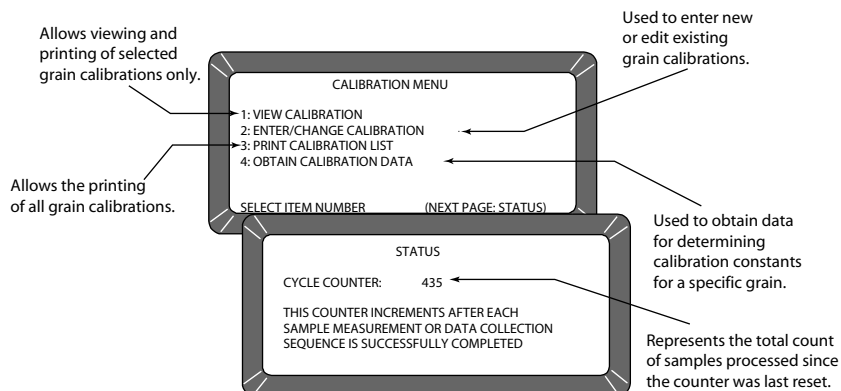 Allows viewing and
printing of selected
grain calibrations only.
Used to enter new
or edit existing
grain calibrations.
CALIBRATION MENU
1: VIEW CALIBRATION
2: ENTER/CHANGE CALIBRATION
3: PRINT CALIBRATION LIST
4: OBTAIN CALIBRATION DATA
SELECT ITEM NUMBER (NEXT PAGE: STATUS)
Allows the printing
of all grain calibrations.
Used to obtain data
for determining
calibration constants
for a specific grain.
STATUS
CYCLE COUNTER: 435
THIS COUNTER INCREMENTS AFTER EACH
SAMPLE MEASUREMENT OR DATA COLLECTION
SEQUENCE IS SUCCESSFULLY COMPLETED
Represents the total count
of samples processed since
the counter was last reset.